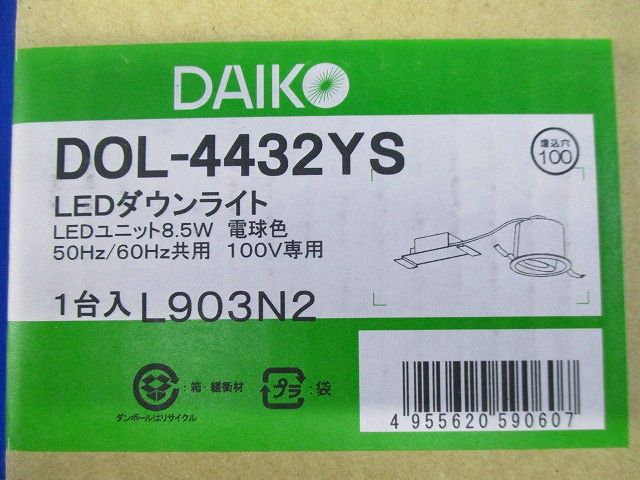 DAIKO
DOL-4432YS
埋込穴
100
LEDダウンライト
LEDユニット8.5W 電球色
50Hz/60Hz共用 100V専用
1台入 L903N2
:箱・緩衝材
ダンボールはリサイクル
プラ:袋
4 955620 590607